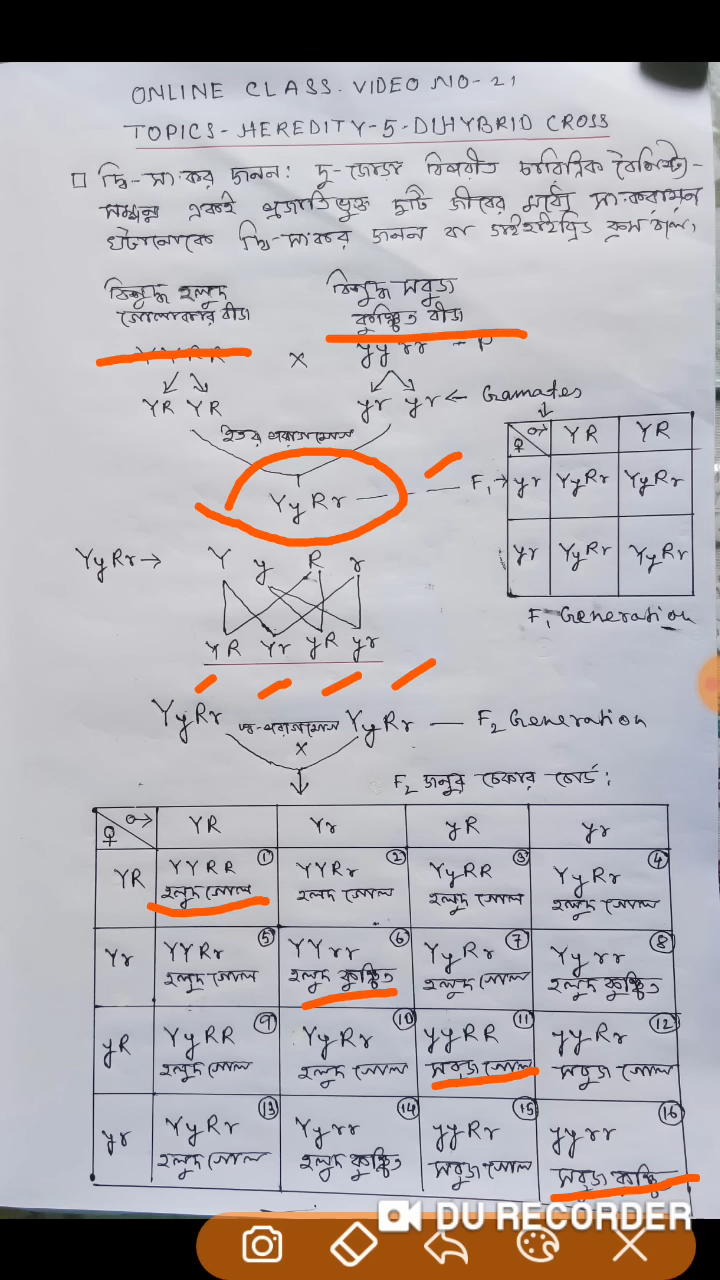 ONLINE CLASS. VIDEO NO-21
TOPICS-HEREDITY-5-DIHYBRID CROSS
দ্বি-সংকর জনন: দু-জোড়া বিপরীত চারিত্রিক বৈশিষ্ট্য-
সম্পন্ন একই প্রজাতিভুক্ত দুটি জীবের মধ্যে সংকরায়ন
ঘটানোকে দ্বি-সংকর জনন বা ডাইহাইব্রিড ক্রস বলে।
বিশুদ্ধ হলুদ
গোলাকার বীজ
বিশুদ্ধ সবুজ
কুঞ্চিত বীজ
YYRR × yyrr - P
YR YR yr yr ← Gramates
ইতর পরাগযোগ
♀ ♂→ YR YR
YyRr — F₁→ yr YyRr YyRr
yr YyRr YyRr
F₁ Generation
YyRr→ Y y R r
YR Yr yR yr
YyRr স্ব-পরাগযোগ YyRr — F₂ Generation
×
F₂ জনুর চেকার বোর্ড:
♀ ♂→ YR Yr yR yr
YR YYRR ① YYRr ② YyRR ③ YyRr ④
হলুদ গোল হলুদ গোল হলুদ গোল হলুদ গোল
Yr YYRr ⑤ YYrr ⑥ YyRr ⑦ Yyrr ⑧
হলুদ গোল হলুদ কুঞ্চিত হলুদ গোল হলুদ কুঞ্চিত
yR YyRR ⑨ YyRr ⑩ yyRR ⑪ yyRr ⑫
হলুদ গোল হলুদ গোল সবুজ গোল সবুজ গোল
yr YyRr ⑬ Yyrr ⑭ yyRr ⑮ yyrr ⑯
হলুদ গোল হলুদ কুঞ্চিত সবুজ গোল সবুজ কুঞ্চি
DU RECORDER